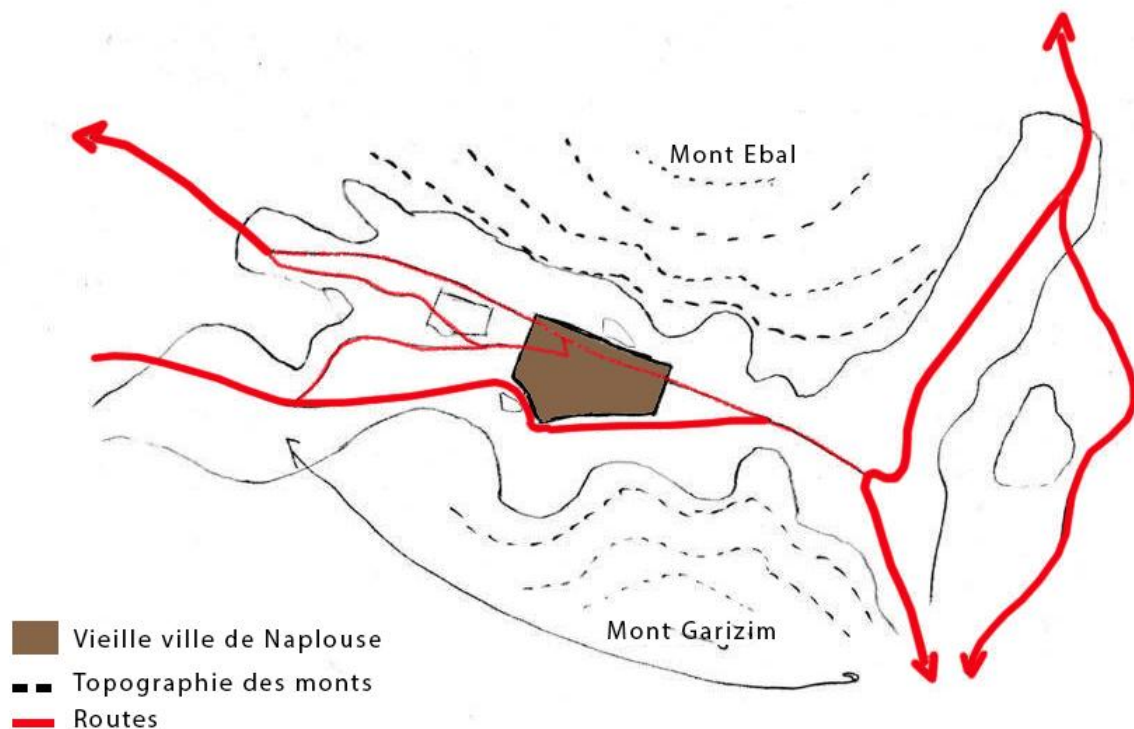 Mont Ebal
Mont Garizim
Vieille ville de Naplouse
Topographie des monts
Routes